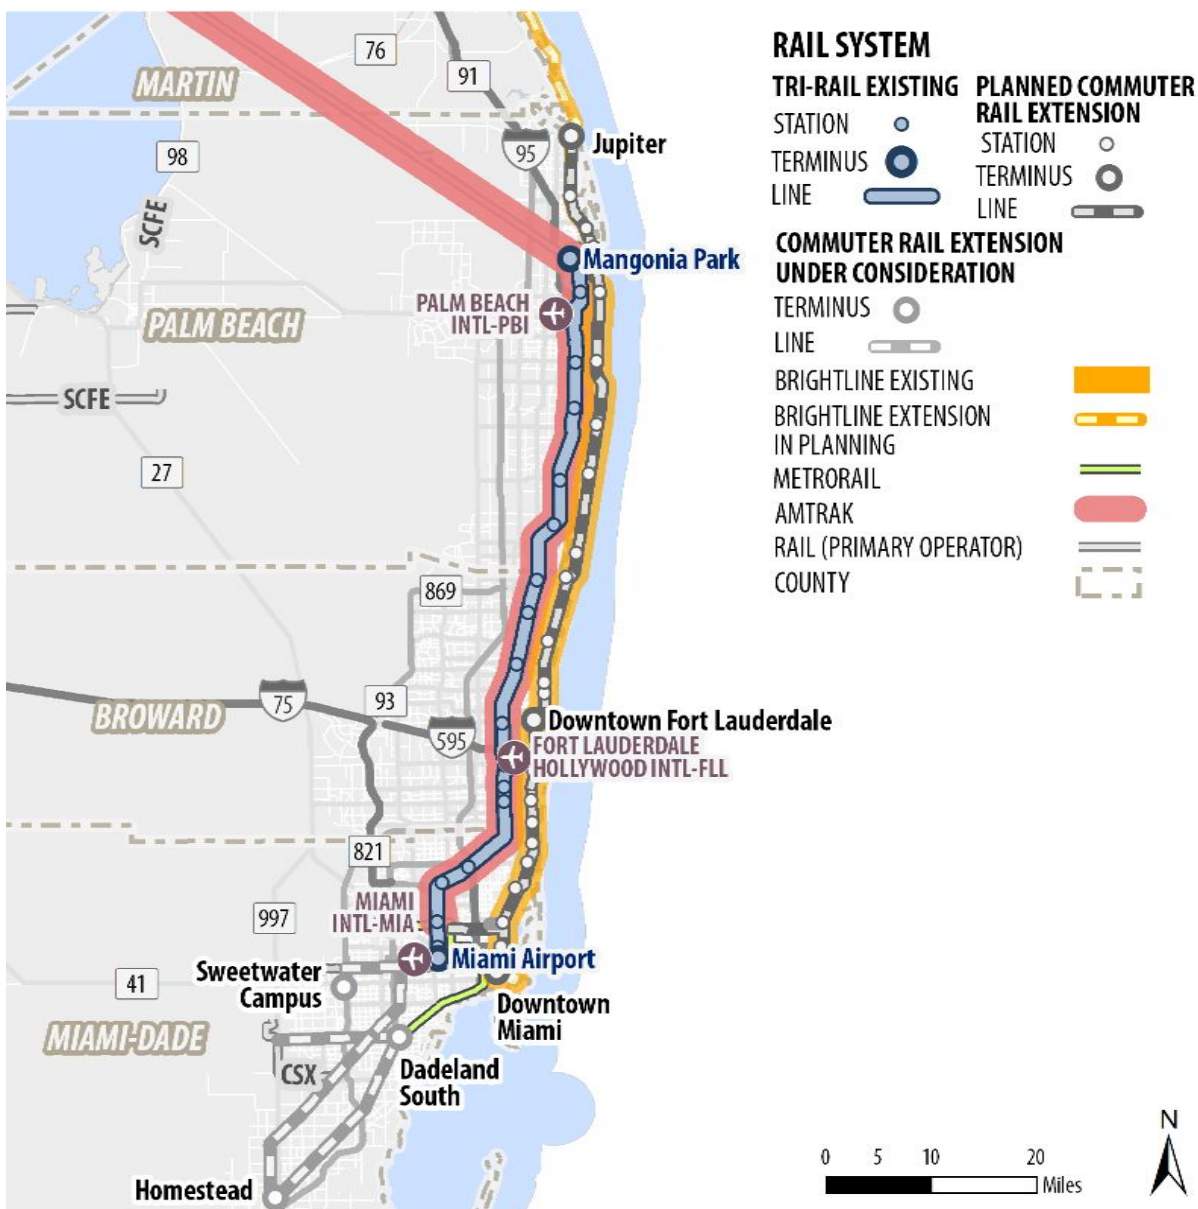 76
MARTIN
91
98
95
Jupiter
SCFE
Mangonia Park
PALM BEACH
INTL-PBI
PALM BEACH
SCFE
27
869
75
93
BROWARD
595
Downtown Fort Lauderdale
FORT LAUDERDALE
HOLLYWOOD INTL-FLL
821
MIAMI
INTL-MIA
997
Miami Airport
Sweetwater
Campus
41
Downtown
Miami
MIAMI-DADE
CSX
Dadeland
South
Homestead
RAIL SYSTEM
TRI-RAIL EXISTING
STATION
TERMINUS
LINE
PLANNED COMMUTER
RAIL EXTENSION
STATION
TERMINUS
LINE
COMMUTER RAIL EXTENSION
UNDER CONSIDERATION
TERMINUS
LINE
BRIGHTLINE EXISTING
BRIGHTLINE EXTENSION
IN PLANNING
METRORAIL
AMTRAK
RAIL (PRIMARY OPERATOR)
COUNTY
N
0 5 10 20
Miles